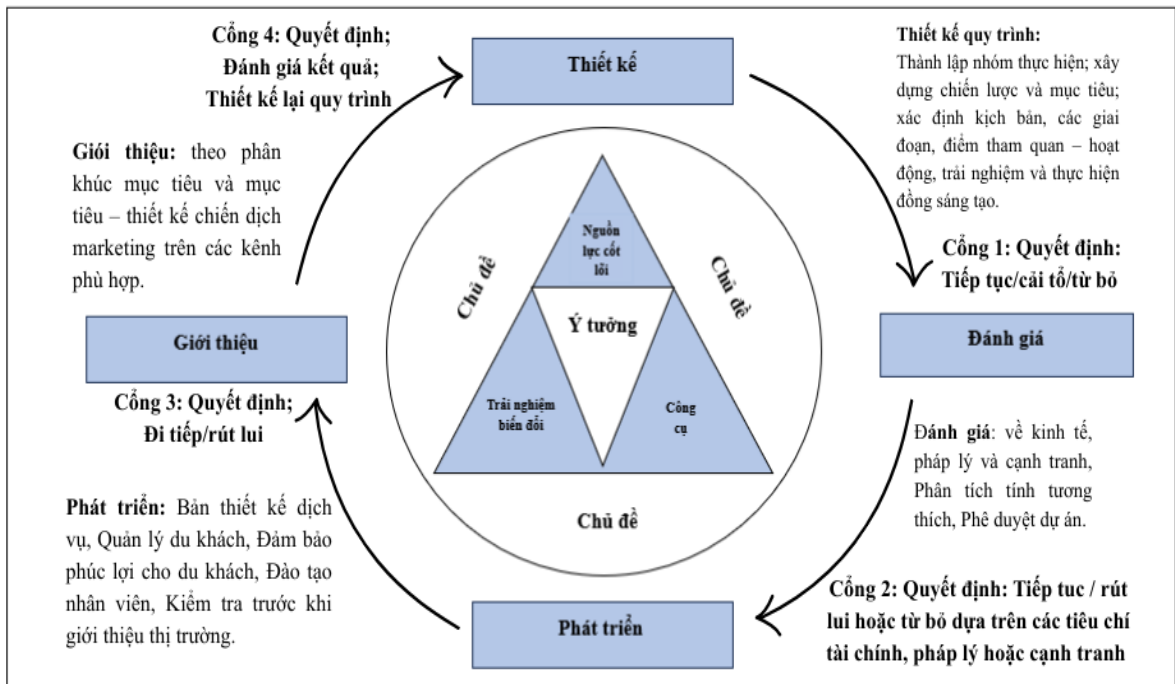 Cổng 4: Quyết định;
Đánh giá kết quả;
Thiết kế lại quy trình
Thiết kế
Thiết kế quy trình:
Thành lập nhóm thực hiện; xây
dựng chiến lược và mục tiêu;
xác định kịch bản, các giai
đoạn, điểm tham quan – hoạt
động, trải nghiệm và thực hiện
đồng sáng tạo.
Giới thiệu: theo phân
khúc mục tiêu và mục
tiêu – thiết kế chiến dịch
marketing trên các kênh
phù hợp.
Chủ đề
Nguồn
lực cốt
lõi
Chủ đề
Cổng 1: Quyết định:
Tiếp tục/cải tổ/từ bỏ
Giới thiệu
Ý tưởng
Đánh giá
Cổng 3: Quyết định;
Đi tiếp/rút lui
Trải nghiệm
biến đổi
Công
cụ
Đánh giá: về kinh tế,
pháp lý và cạnh tranh,
Phân tích tính tương
thích, Phê duyệt dự án.
Chủ đề
Phát triển: Bản thiết kế dịch
vụ, Quản lý du khách, Đảm bảo
phúc lợi cho du khách, Đào tạo
nhân viên, Kiểm tra trước khi
giới thiệu thị trường.
Phát triển
Cổng 2: Quyết định: Tiếp tuc / rút
lui hoặc từ bỏ dựa trên các tiêu chí
tài chính, pháp lý hoặc cạnh tranh